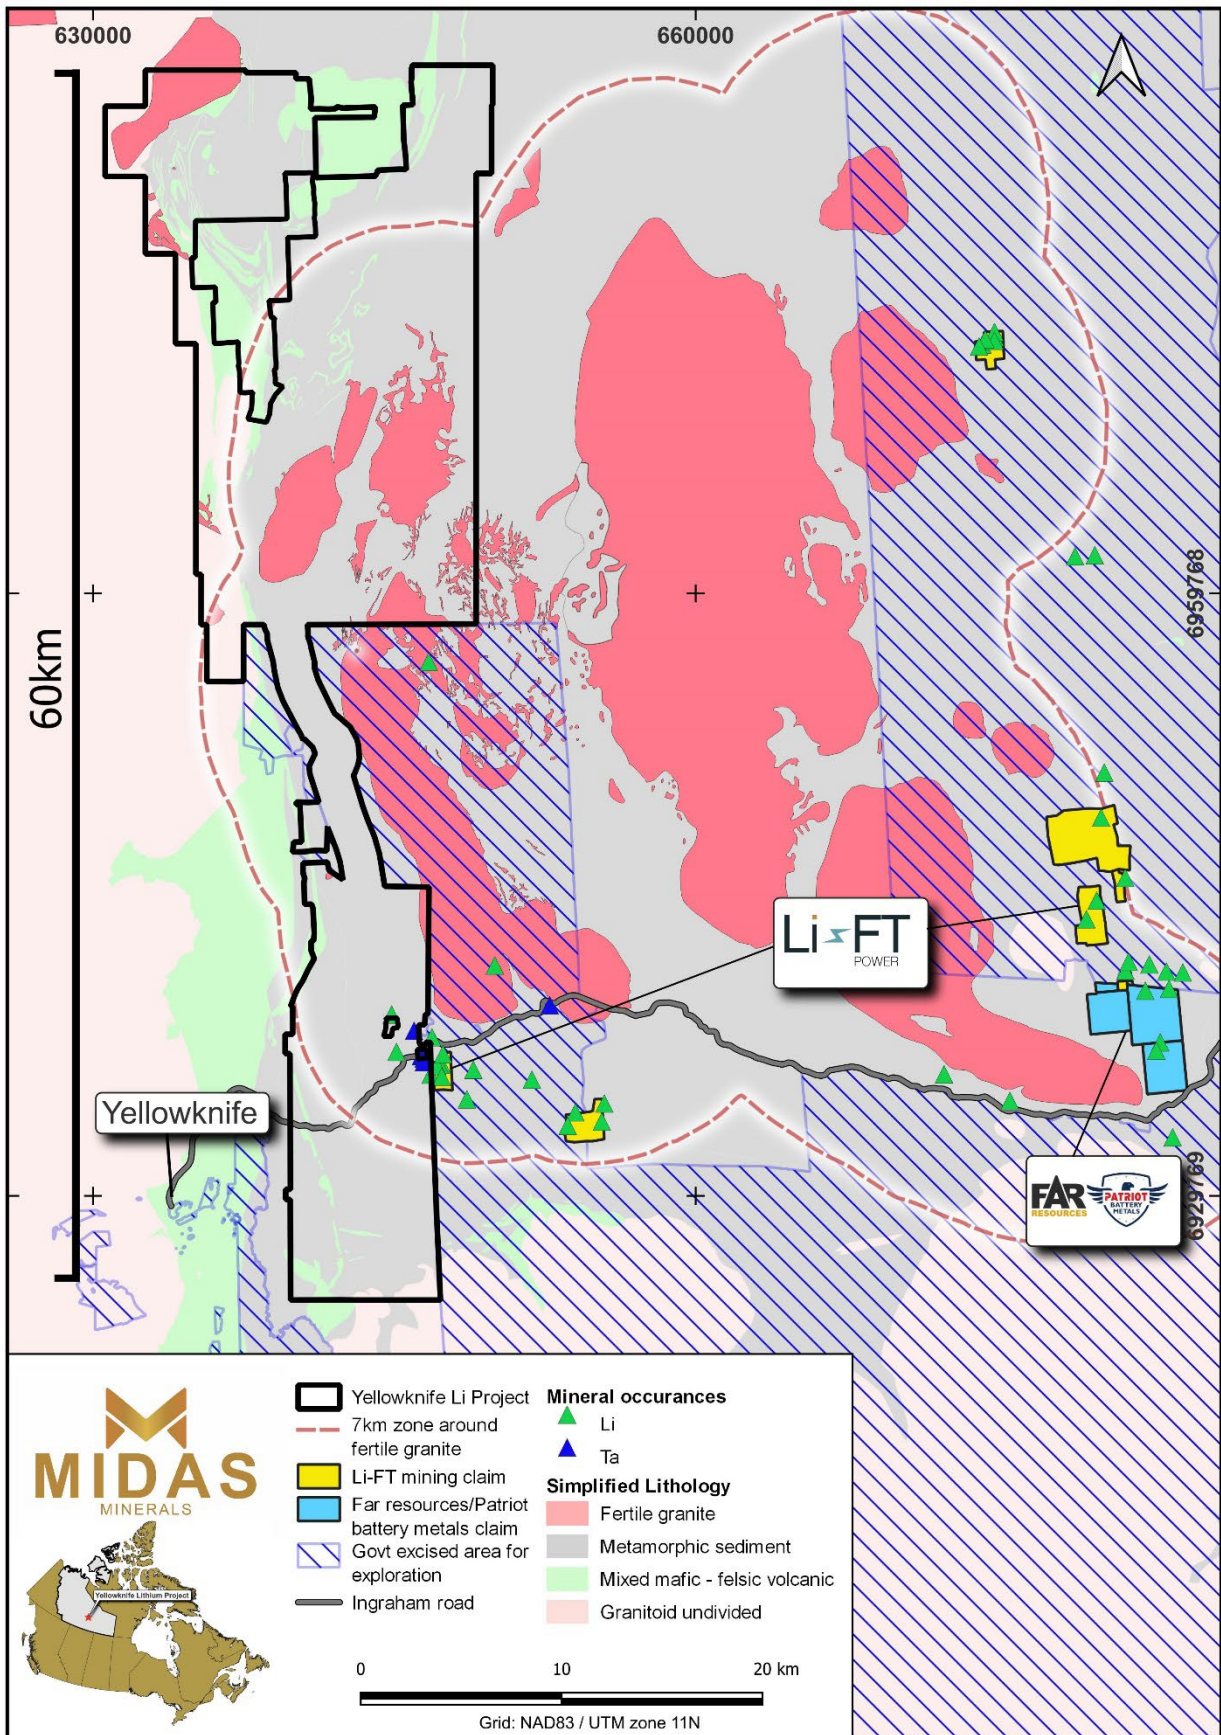 630000
660000
6959768
60km
Li-FT
POWER
Yellowknife
FAR
RESOURCES
PATRIOT
BATTERY
METALS
6929769
MIDAS
MINERALS
Yellowknife Lithium Project
Yellowknife Li Project
7km zone around
fertile granite
Li-FT mining claim
Far resources/Patriot
battery metals claim
Govt excised area for
exploration
Ingraham road
Mineral occurances
Li
Ta
Simplified Lithology
Fertile granite
Metamorphic sediment
Mixed mafic - felsic volcanic
Granitoid undivided
0 10 20 km
Grid: NAD83 / UTM zone 11N